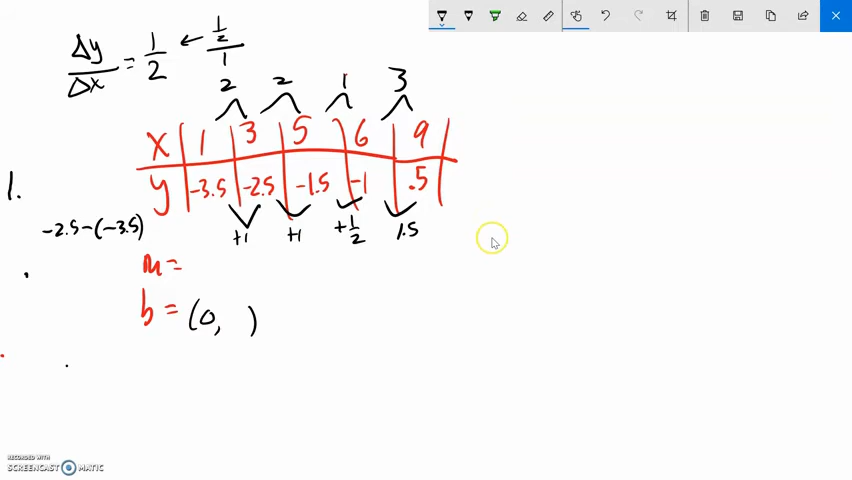 Δy/Δx = 1/2 ← 1/2/1
2 2 1 3
x 1 3 5 6 9
1. y -3.5 -2.5 -1.5 -1 .5
-2.5-(-3.5) +1 +1 +1/2 1.5
m =
b = (0, )
RECORDED WITH
SCREENCAST MATIC